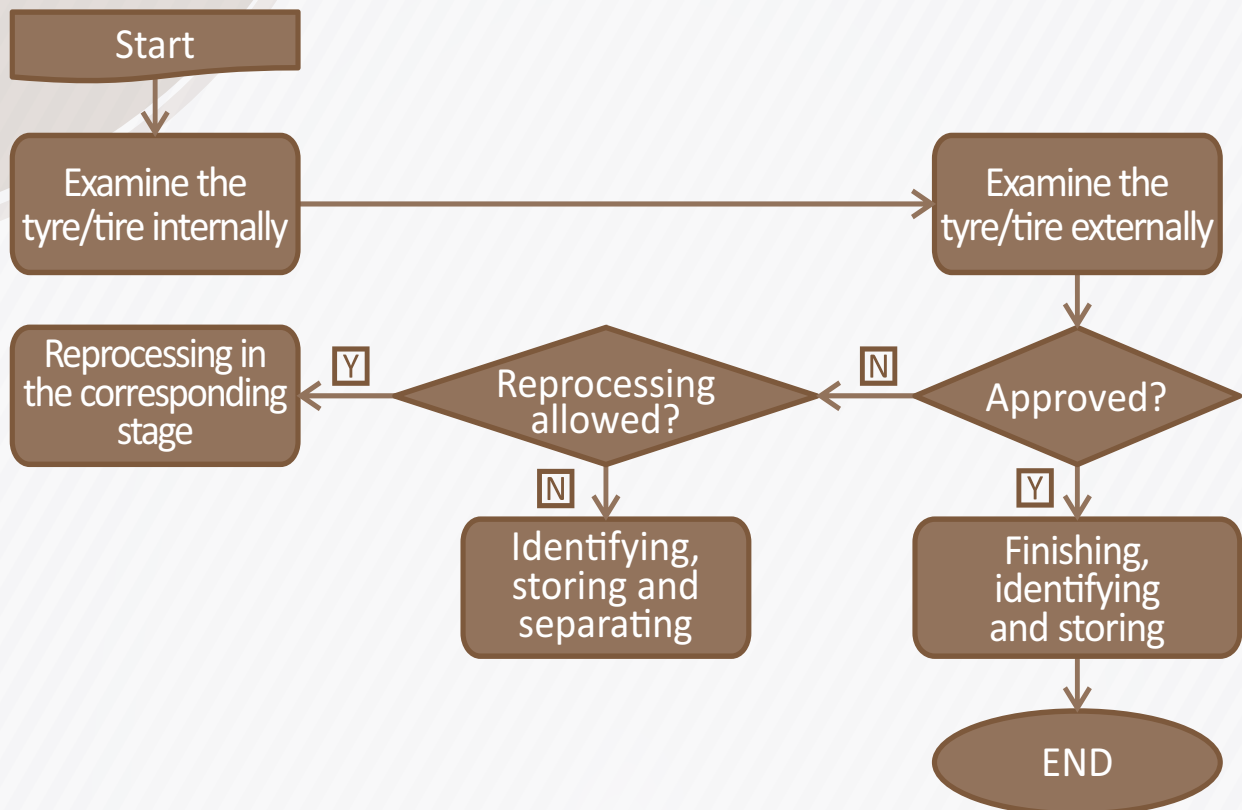 Start
Examine the
tyre/tire internally
Examine the
tyre/tire externally
Reprocessing in
the corresponding
stage
Y
Reprocessing
allowed?
N
Approved?
N
Y
Identifying,
storing and
separating
Finishing,
identifying
and storing
END